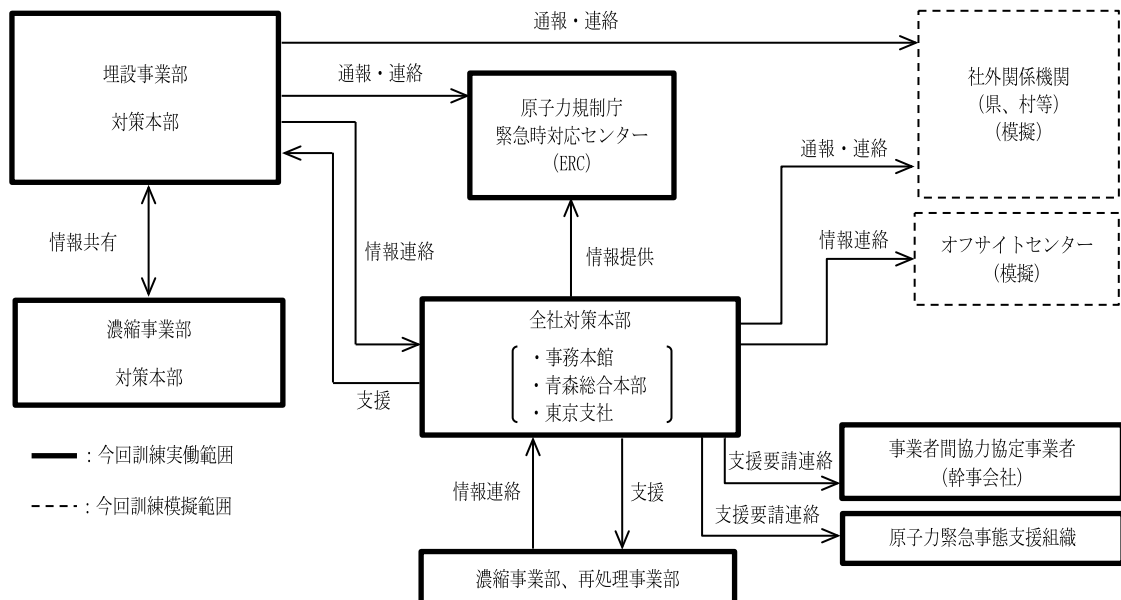 通報・連絡
埋設事業部
対策本部
通報・連絡
原子力規制庁
緊急時対応センター
(ERC)
社外関係機関
(県、村等)
(模擬)
通報・連絡
情報共有
情報連絡
情報提供
情報連絡
オフサイトセンター
(模擬)
濃縮事業部
対策本部
全社対策本部
・事務本館
・青森総合本部
・東京支社
支援
：今回訓練実働範囲
：今回訓練模擬範囲
情報連絡
支援
支援要請連絡
事業者間協力協定事業者
(幹事会社)
支援要請連絡
原子力緊急事態支援組織
濃縮事業部、再処理事業部